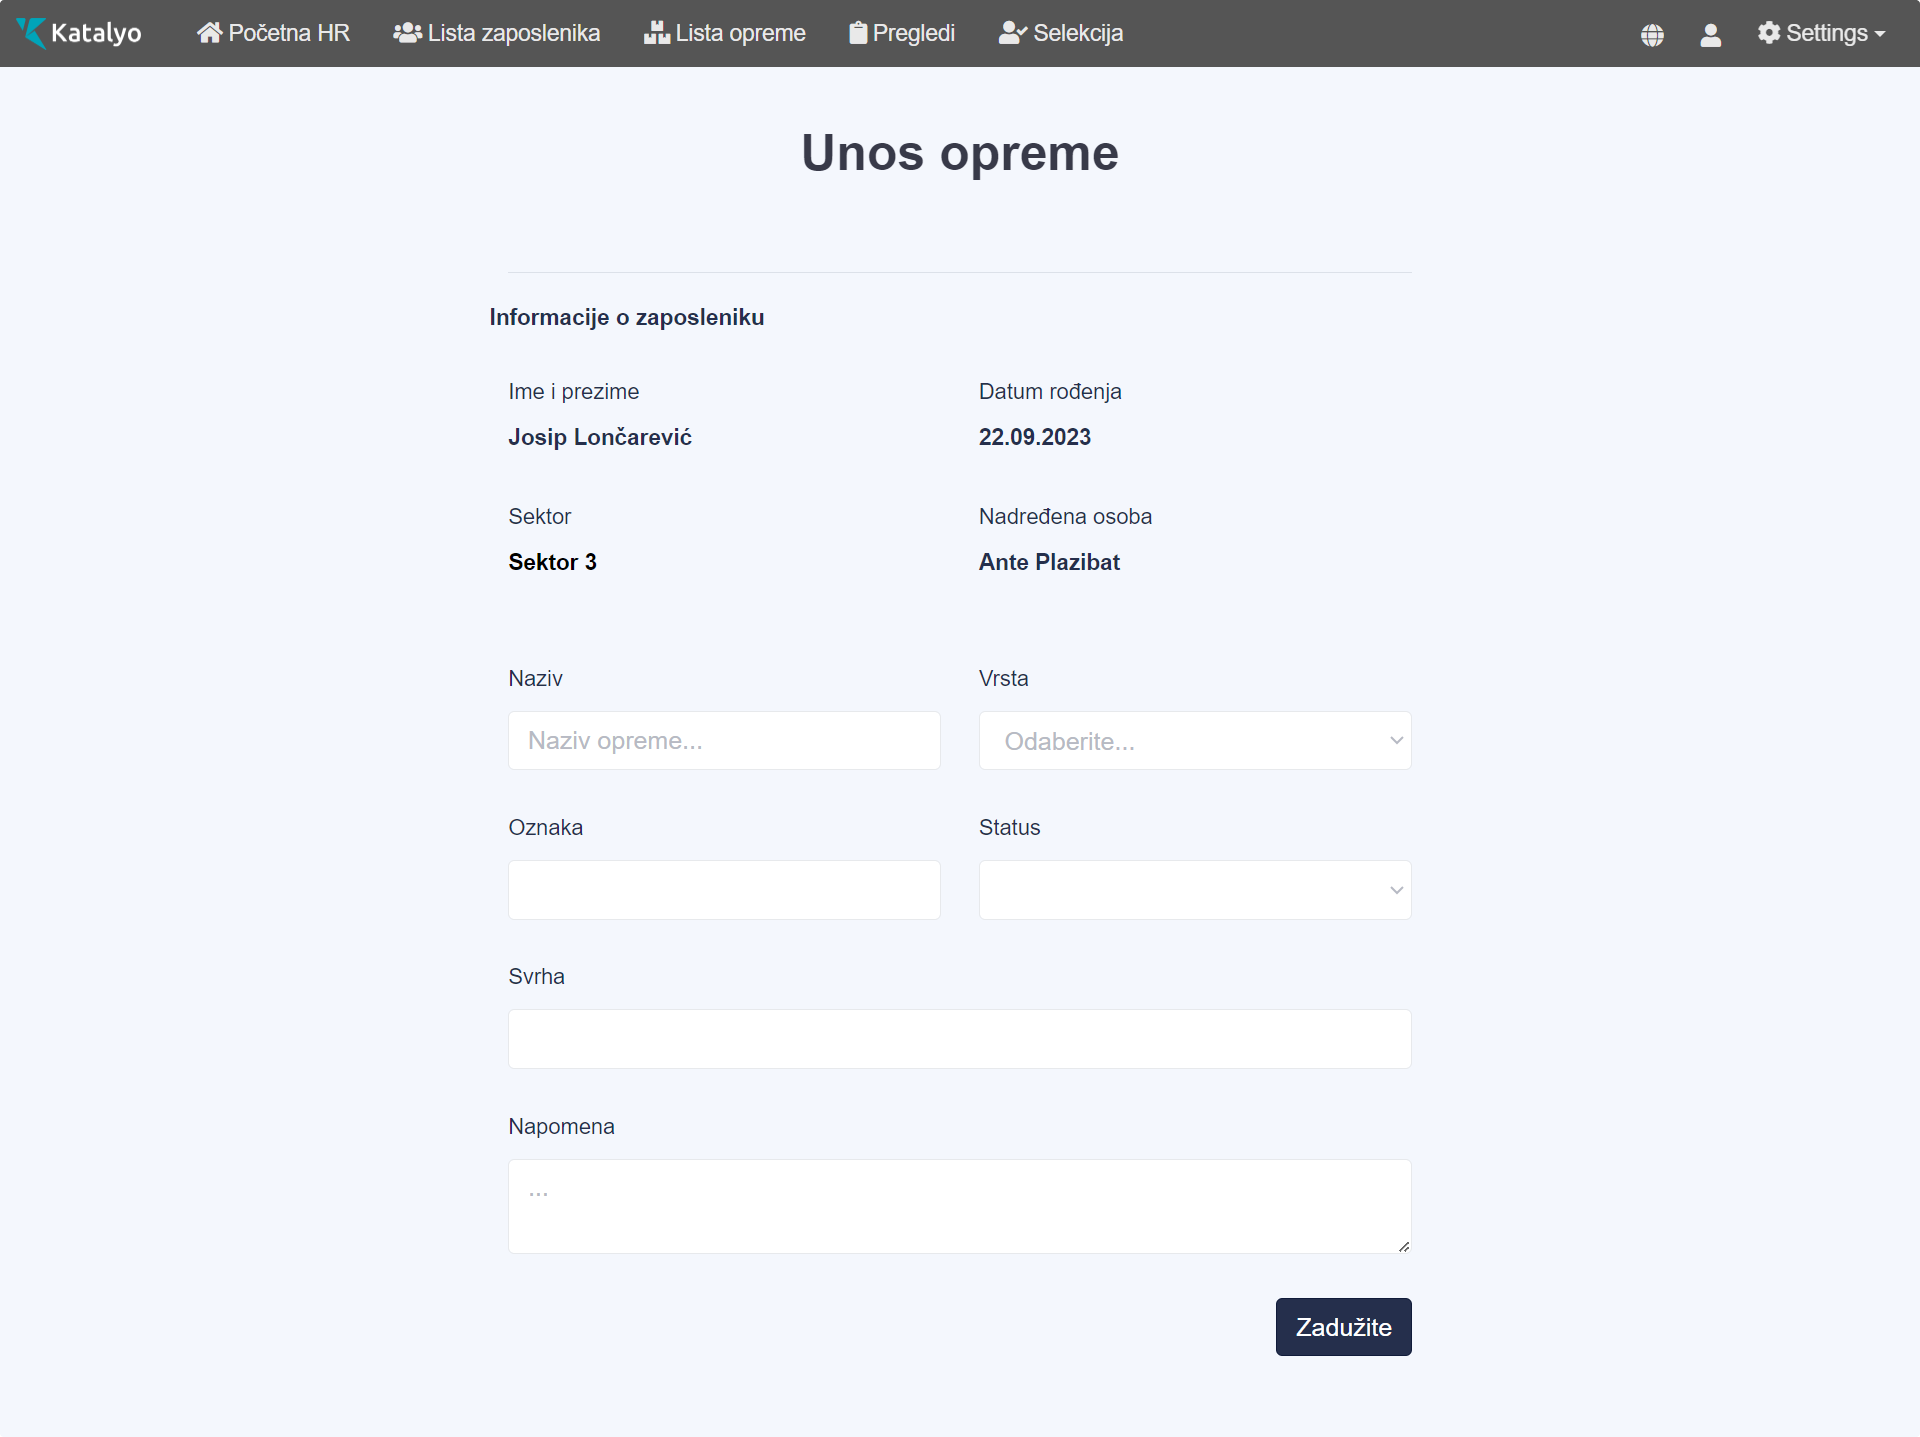 Katalyo Početna HR Lista zaposlenika Lista opreme Pregledi Selekcija Settings
Unos opreme
Informacije o zaposleniku
Ime i prezime Datum rođenja
Josip Lončarević 22.09.2023
Sektor Nadređena osoba
Sektor 3 Ante Plazibat
Naziv Vrsta
Naziv opreme... Odaberite...
Oznaka Status
Svrha
Napomena
...
Zadužite